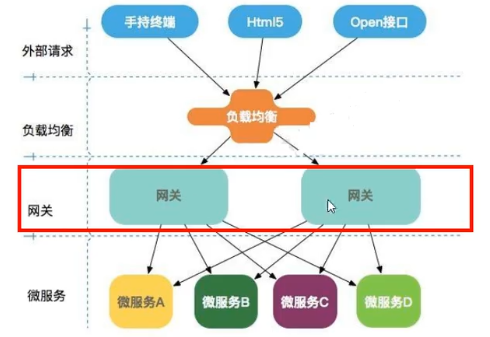 手持终端 Html5 Open接口
外部请求
负载均衡
负载均衡
网关 网关
网关
微服务
微服务A 微服务B 微服务C 微服务D